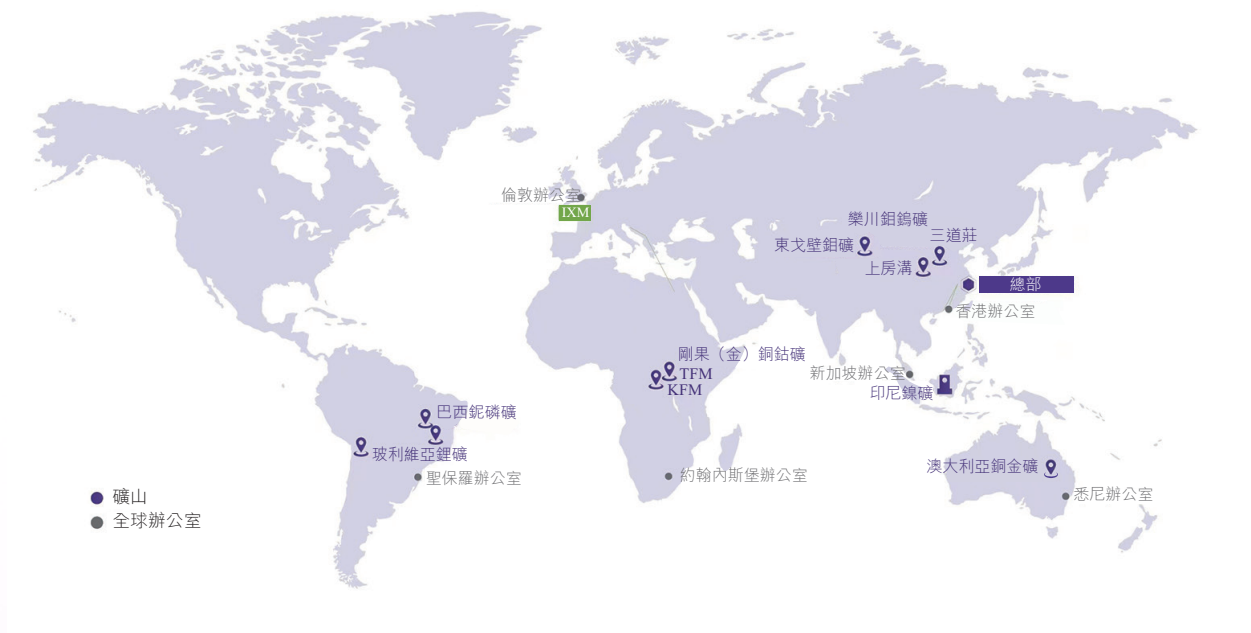 倫敦辦公室
IXM
欒川鉬鎢礦
三道莊
東戈壁鉬礦
上房溝
總部
香港辦公室
剛果（金）銅鈷礦
TFM
KFM
新加坡辦公室
印尼鎳礦
巴西鈮磷礦
玻利維亞鋰礦
聖保羅辦公室
約翰內斯堡辦公室
澳大利亞銅金礦
悉尼辦公室
礦山
全球辦公室